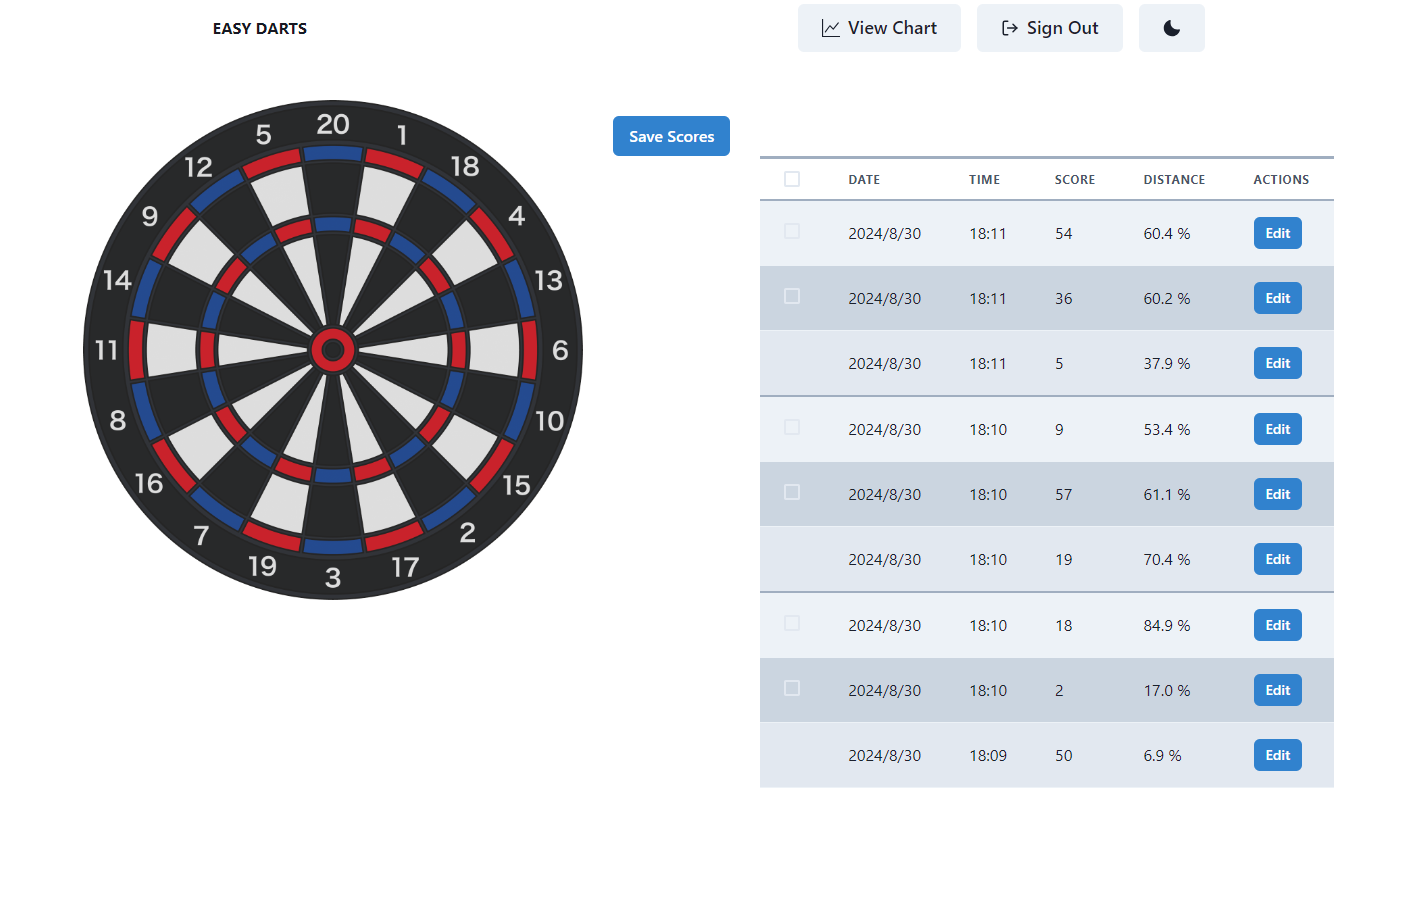 EASY DARTS
View Chart
Sign Out
20
5
1
12
18
9
4
14
13
11
6
8
10
16
15
7
2
19
17
3
Save Scores
DATE TIME SCORE DISTANCE ACTIONS
2024/8/30 18:11 54 60.4 % Edit
2024/8/30 18:11 36 60.2 % Edit
2024/8/30 18:11 5 37.9 % Edit
2024/8/30 18:10 9 53.4 % Edit
2024/8/30 18:10 57 61.1 % Edit
2024/8/30 18:10 19 70.4 % Edit
2024/8/30 18:10 18 84.9 % Edit
2024/8/30 18:10 2 17.0 % Edit
2024/8/30 18:09 50 6.9 % Edit